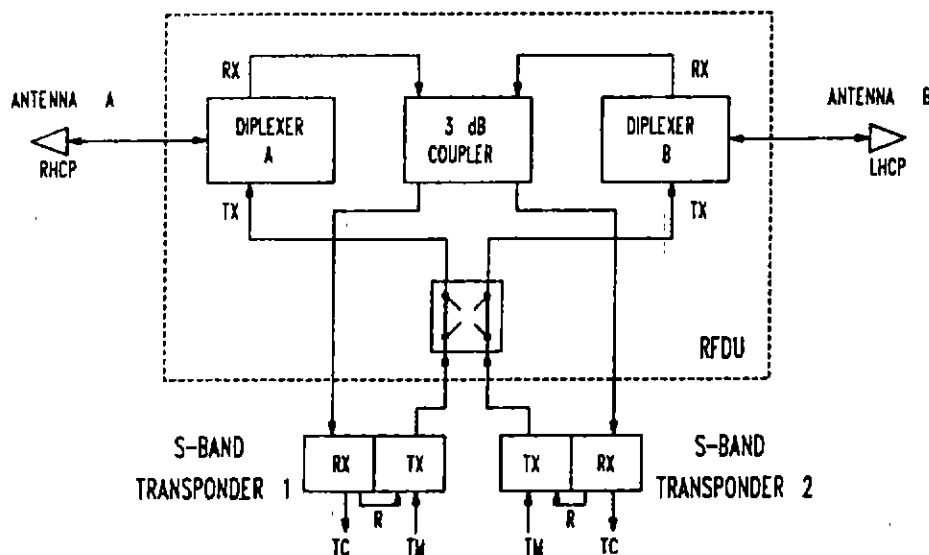 RX
RX
ANTENNA A
ANTENNA B
DIPLEXER
A
3 dB
COUPLER
DIPLEXER
B
RHCP
LHCP
TX
TX
RFDU
S-BAND
TRANSPONDER 1
RX
TX
TX
RX
S-BAND
TRANSPONDER 2
R
R
TC
TM
TM
TC